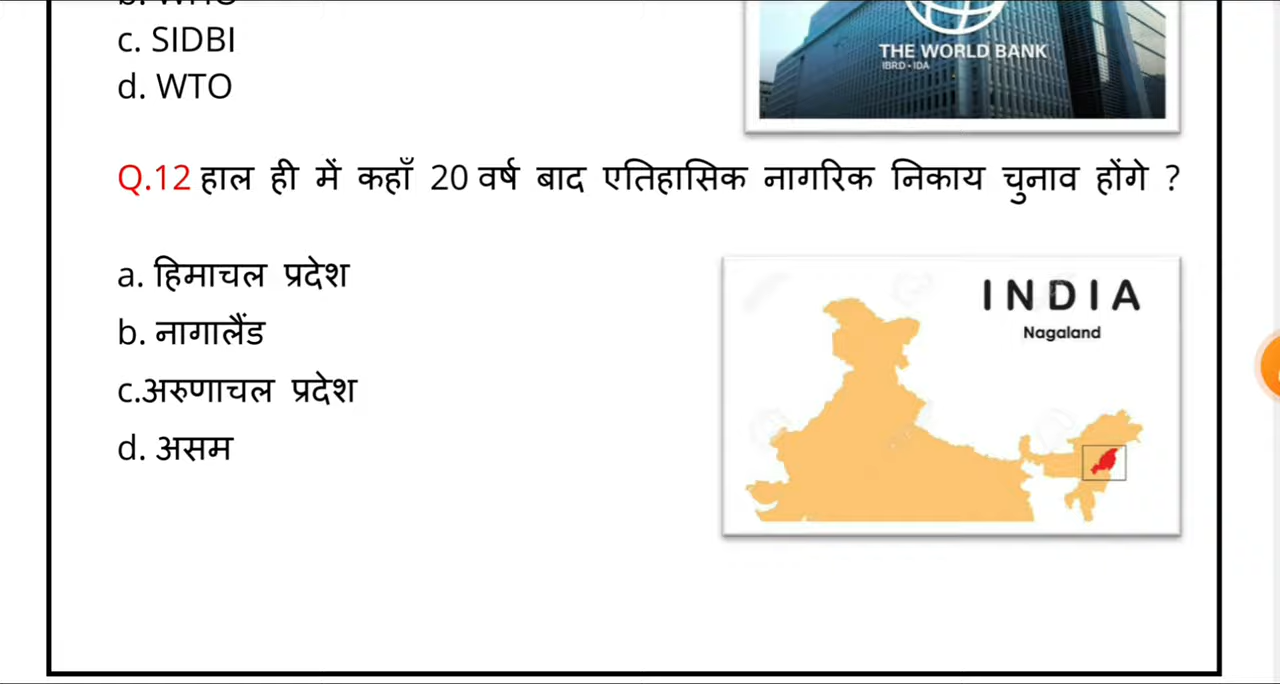 c. SIDBI
d. WTO
THE WORLD BANK
IBRD - IDA
Q.12 हाल ही में कहाँ 20 वर्ष बाद एतिहासिक नागरिक निकाय चुनाव होंगे ?
a. हिमाचल प्रदेश
b. नागालैंड
c.अरुणाचल प्रदेश
d. असम
INDIA
Nagaland